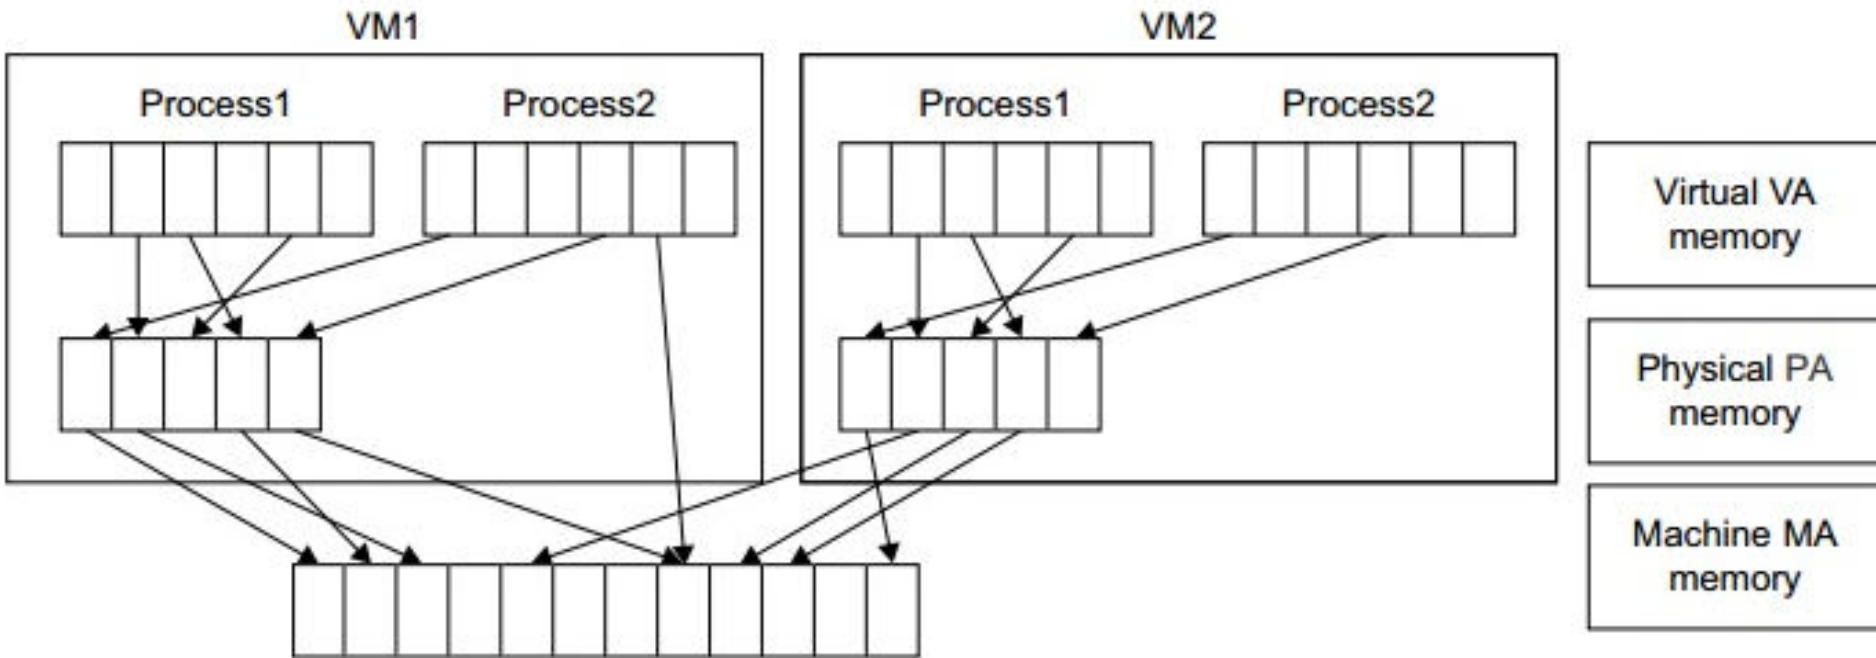 VM1
VM2
Process1
Process2
Process1
Process2
Virtual VA
memory
Physical PA
memory
Machine MA
memory